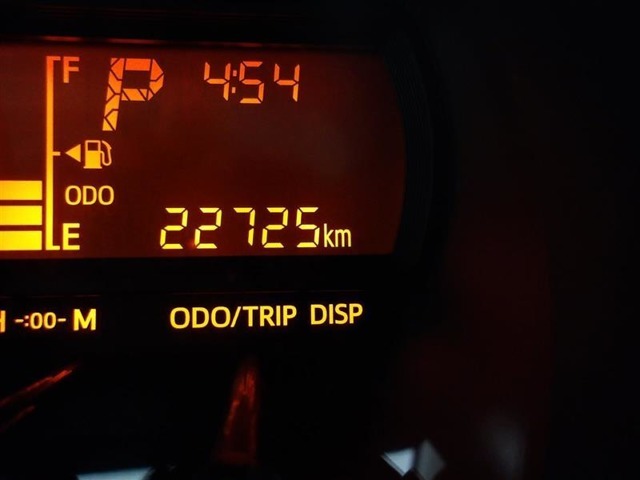 F P 4:54
ODO
E 22725km
H -:00- M ODO/TRIP DISP